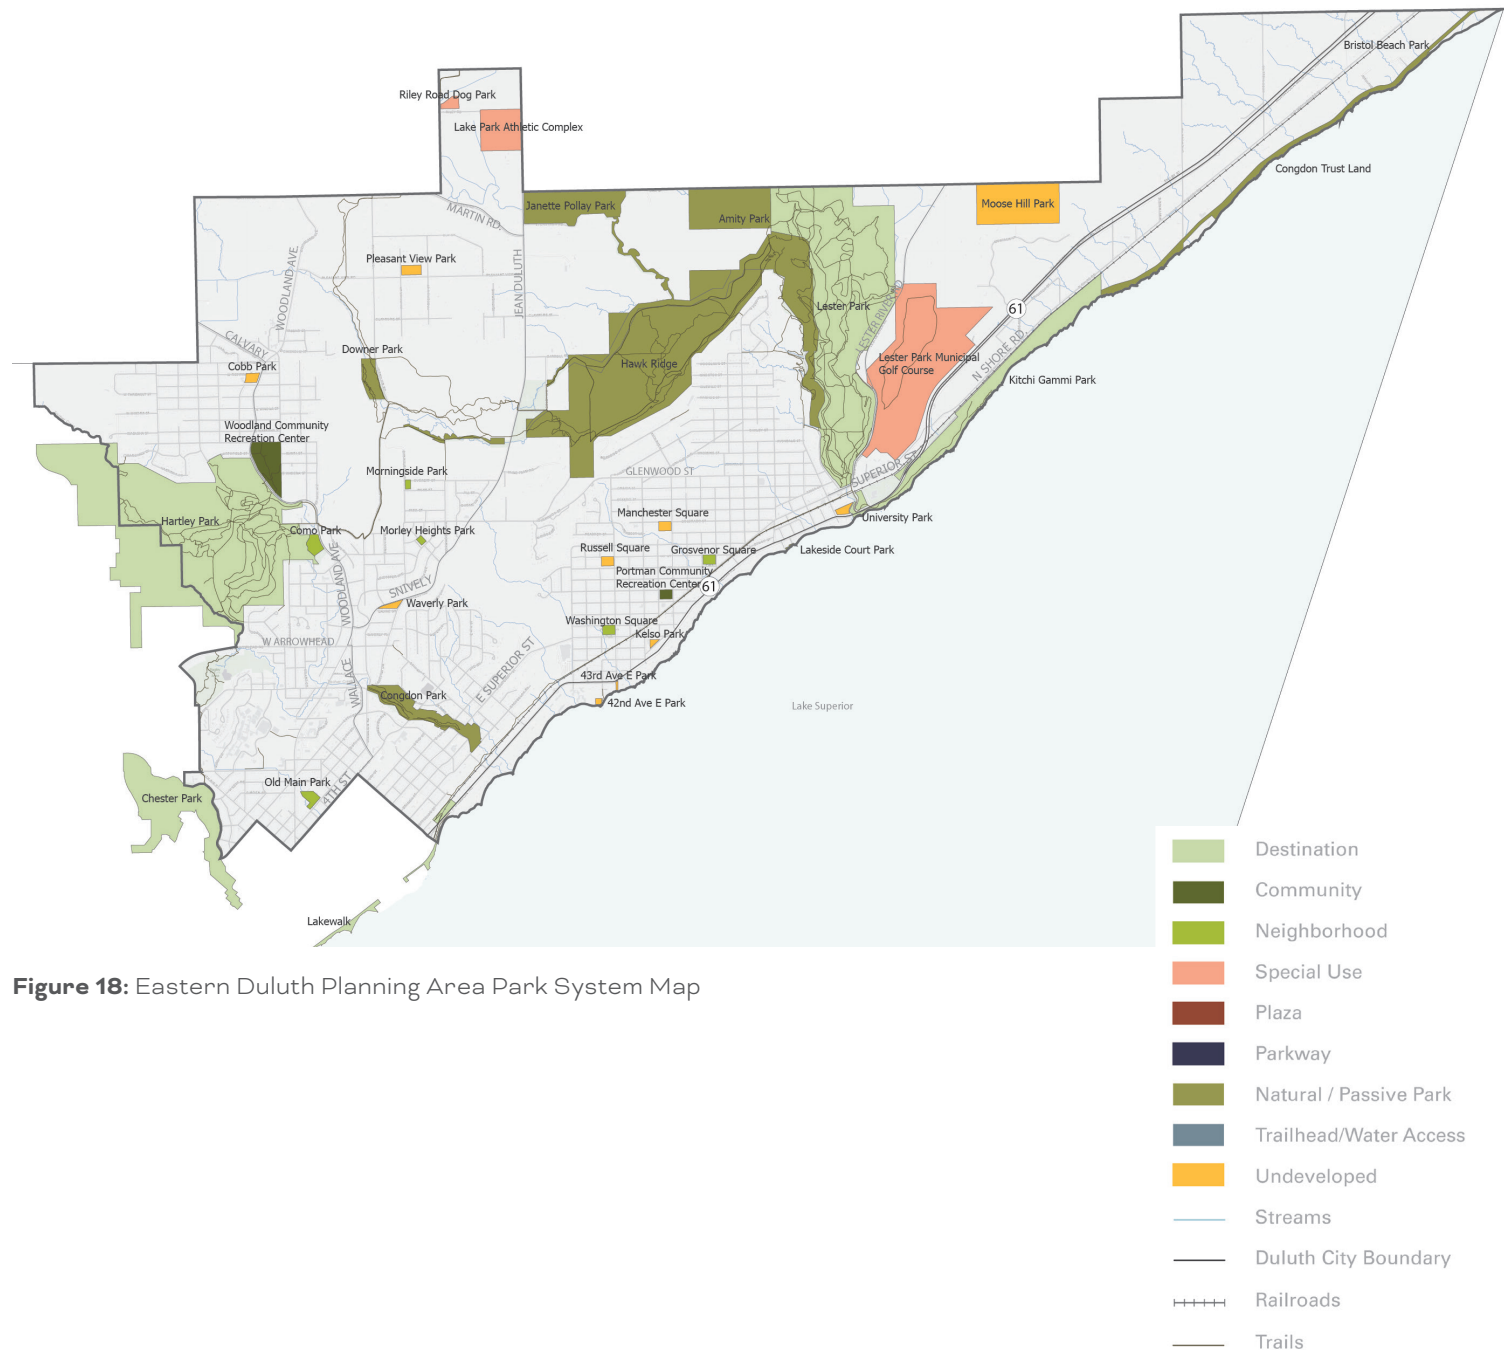 Bristol Beach Park
Riley Road Dog Park
Lake Park Athletic Complex
Congdon Trust Land
Janette Pollay Park
Moose Hill Park
MARTIN RD.
Amity Park
WOODLAND AVE.
JEAN DULUTH
Pleasant View Park
LESTER RIVER RD
Lester Park
61
CALVARY
Downer Park
N SHORE RD.
Lester Park Municipal
Golf Course
Cobb Park
Hawk Ridge
Kitchi Gammi Park
Woodland Community
Recreation Center
Morningside Park
GLENWOOD ST
SUPERIOR ST
Manchester Square
University Park
Hartley Park
Como Park
Morley Heights Park
Russell Square
Grosvenor Square
Lakeside Court Park
Portman Community
Recreation Center
61
WOODLAND AVE
SNIVELY
Waverly Park
Washington Square
Kelso Park
W ARROWHEAD
E SUPERIOR ST
WALLACE
43rd Ave E Park
Congdon Park
42nd Ave E Park
Lake Superior
Old Main Park
4TH ST
Chester Park
Lakewalk
Destination
Community
Neighborhood
Special Use
Plaza
Parkway
Natural / Passive Park
Trailhead/Water Access
Undeveloped
Streams
Duluth City Boundary
Railroads
Trails
Figure 18: Eastern Duluth Planning Area Park System Map